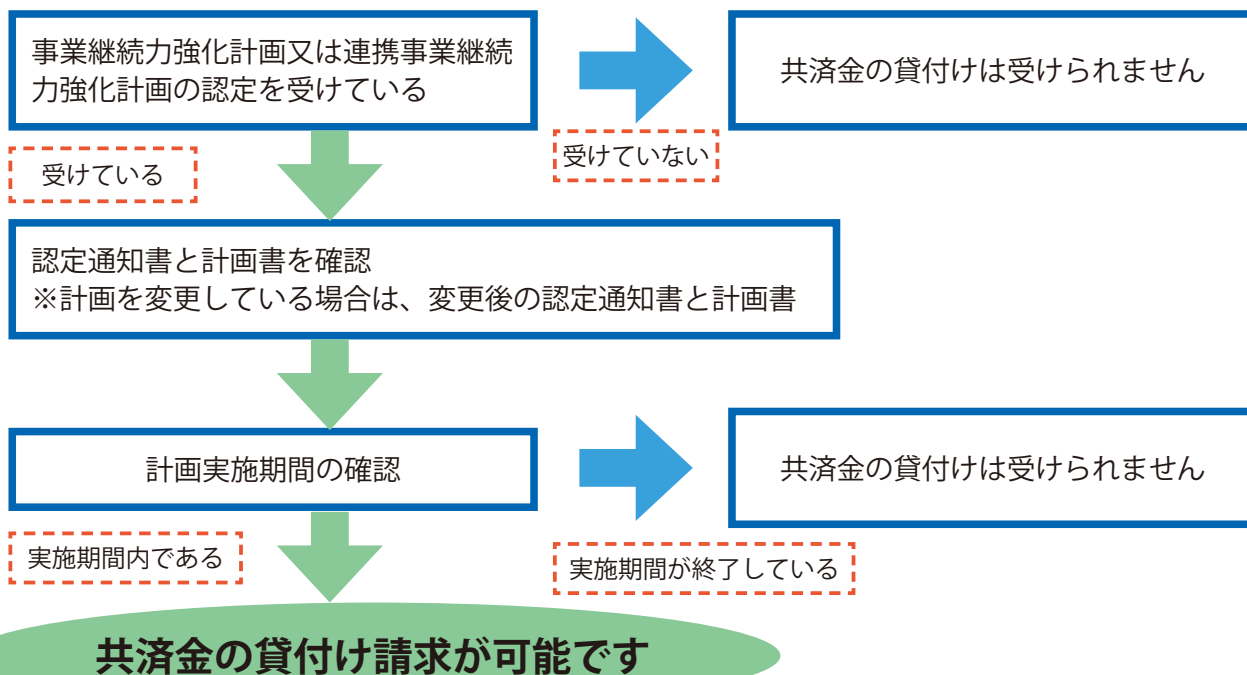 事業継続力強化計画又は連携事業継続
力強化計画の認定を受けている
共済金の貸付けは受けられません
受けていない
受けている
認定通知書と計画書を確認
※計画を変更している場合は、変更後の認定通知書と計画書
計画実施期間の確認
共済金の貸付けは受けられません
実施期間内である
実施期間が終了している
共済金の貸付け請求が可能です